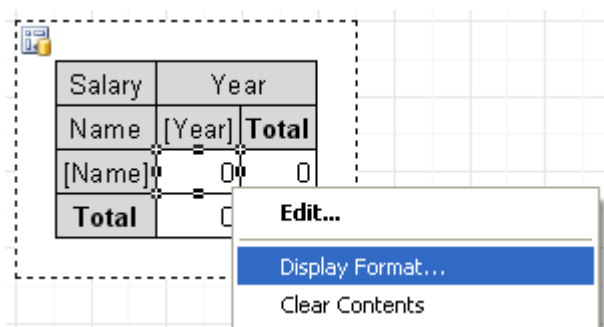 Salary Year
Name [Year] Total
[Name] 0 0
Total 0
Edit...
Display Format...
Clear Contents